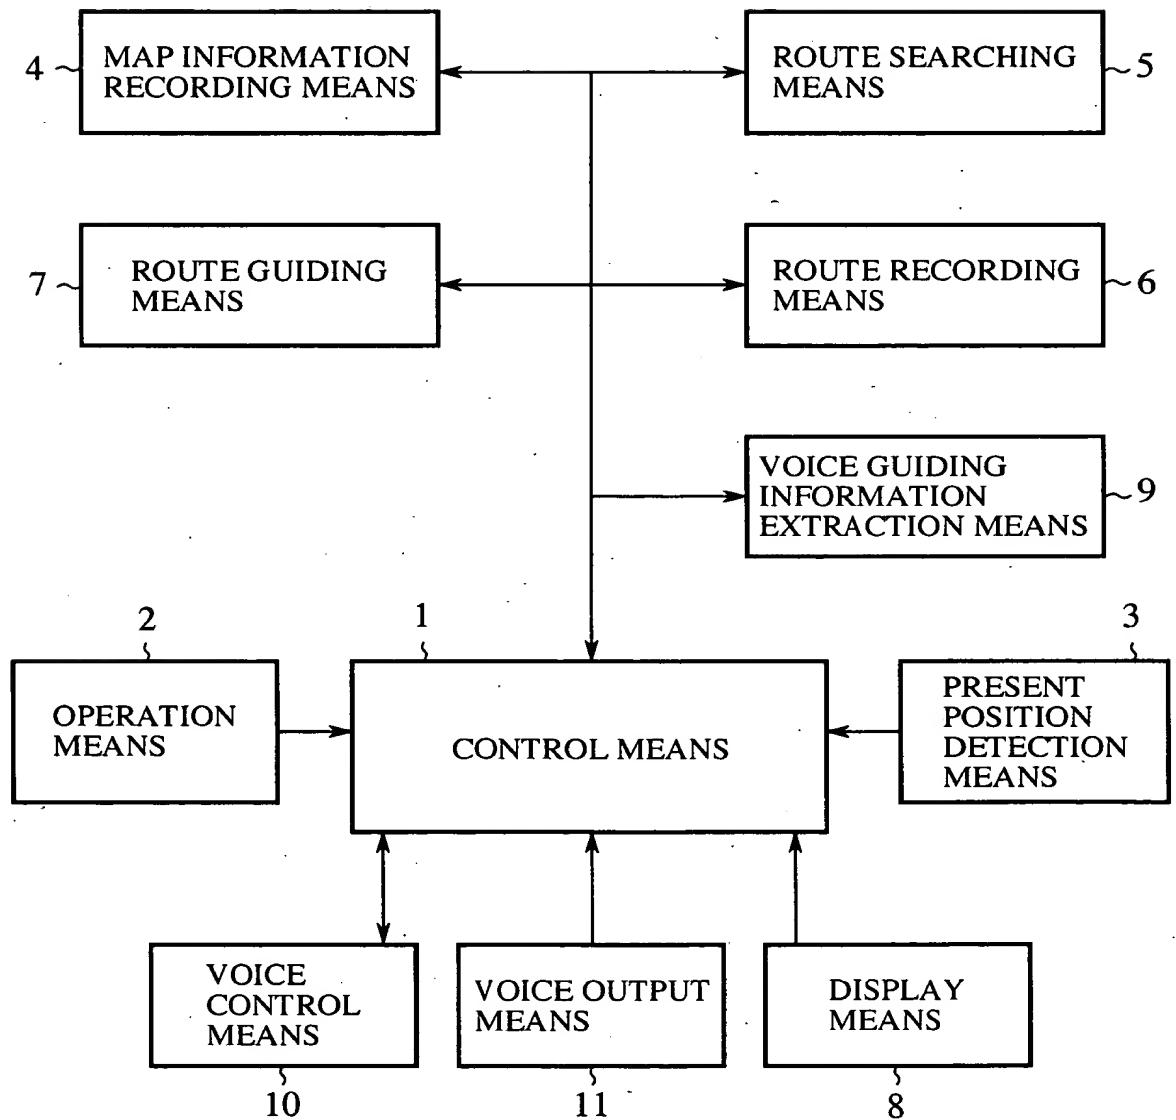 4
MAP INFORMATION
RECORDING MEANS
ROUTE SEARCHING
MEANS
5
7
ROUTE GUIDING
MEANS
ROUTE RECORDING
MEANS
6
VOICE GUIDING
INFORMATION
EXTRACTION MEANS
9
2
OPERATION
MEANS
1
CONTROL MEANS
3
PRESENT
POSITION
DETECTION
MEANS
VOICE
CONTROL
MEANS
10
VOICE OUTPUT
MEANS
11
DISPLAY
MEANS
8